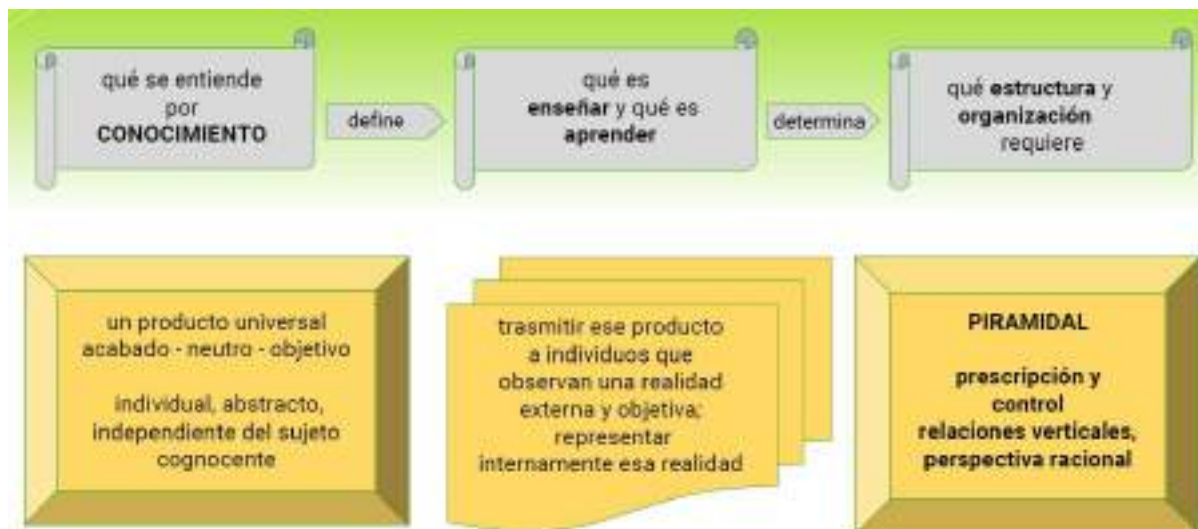 qué se entiende
por
CONOCIMIENTO
define
qué es
enseñar y qué es
aprender
determina
qué estructura y
organización
requiere
un producto universal
acabado - neutro - objetivo
individual, abstracto,
independiente del sujeto
cognocente
trasmitir ese producto
a individuos que
observan una realidad
externa y objetiva;
representar
internamente esa realidad
PIRAMIDAL
prescripción y
control
relaciones verticales,
perspectiva racional